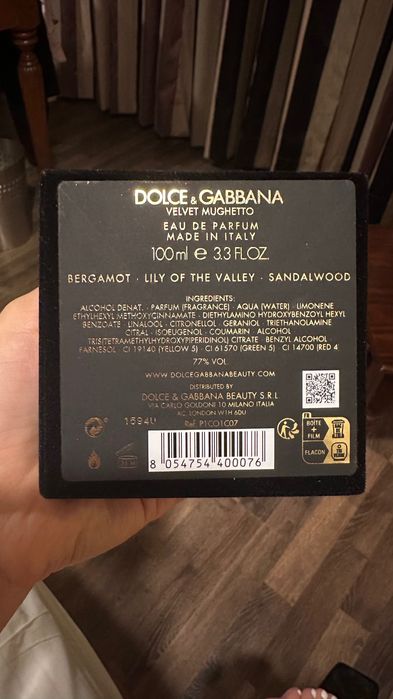 DOLCE & GABBANA
VELVET MUGHETTO
EAU DE PARFUM
MADE IN ITALY
100 ml e 3.3 FL.OZ.
BERGAMOT · LILY OF THE VALLEY · SANDALWOOD
INGREDIENTS:
ALCOHOL DENAT. · PARFUM (FRAGRANCE) · AQUA (WATER) · LIMONENE
ETHYLHEXYL METHOXYCINNAMATE · DIETHYLAMINO HYDROXYBENZOYL HEXYL
BENZOATE · LINALOOL · CITRONELLOL · GERANIOL · TRIETHANOLAMINE
CITRAL · ISOEUGENOL · COUMARIN · ALCOHOL
TRIS(TETRAMETHYLHYDROXYPIPERIDINOL) CITRATE · BENZYL ALCOHOL
FARNESOL · CI 19140 (YELLOW 5) · CI 61570 (GREEN 5) · CI 14700 (RED 4
77% VOL
WWW.DOLCEGABBANABEAUTY.COM
DISTRIBUTED BY
DOLCE & GABBANA BEAUTY S.R.L
VIA CARLO GOLDONI 10 MILANO ITALIA
A.C. LONDON W1H 6DU
Ref. P1CO1C07
1594U
8 054754 400076
BOÎTE
+
FILM
FLACON